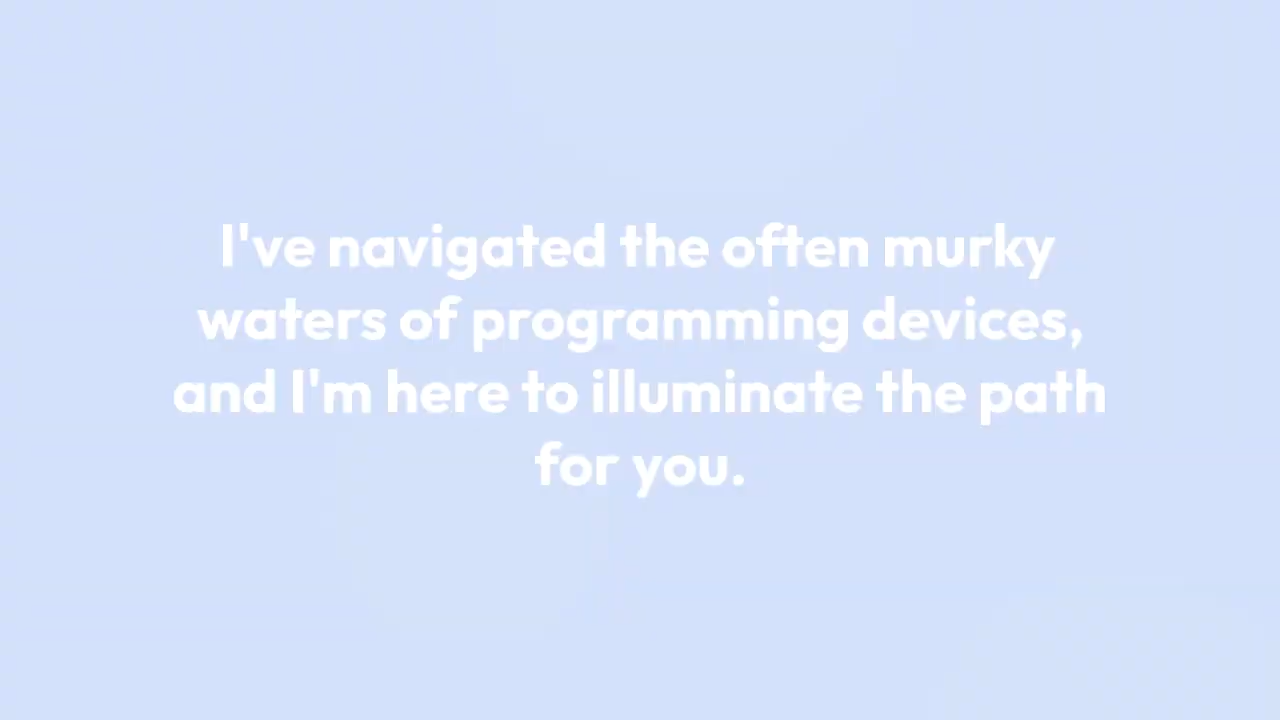 I've navigated the often murky
waters of programming devices,
and I'm here to illuminate the path
for you.